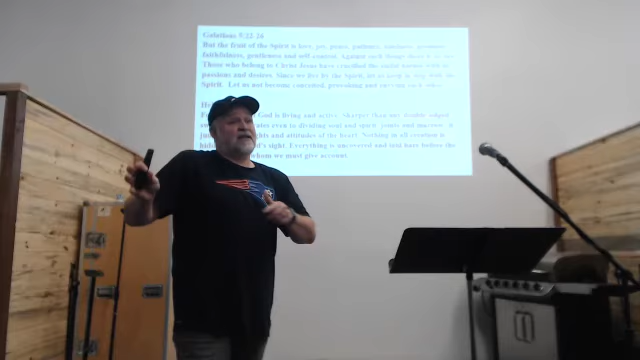 Galatians 5:22-26
But the fruit of the Spirit is love, joy, peace, patience, kindness, goodness,
faithfulness, gentleness and self control. Against such things there is no law.
Those who belong to Christ Jesus have crucified the sinful nature with its
passions and desires. Since we live by the Spirit, let us keep in step with the
Spirit. Let us not become conceited, provoking and envying each other.
God is living and active. Sharper than any double edged
even to dividing soul and spirit, joints and marrow. it
and attitudes of the heart. Nothing in all creation is
sight. Everything is uncovered and laid bare before the
whom we must give account.